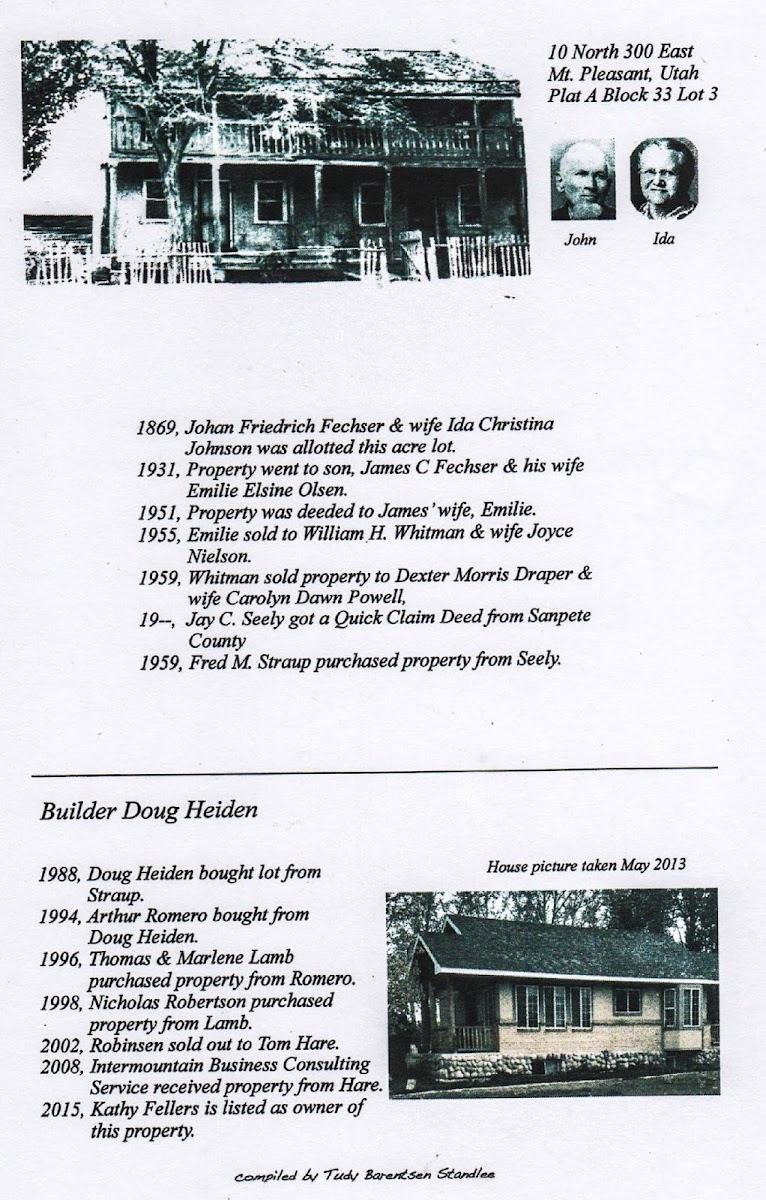 10 North 300 East
Mt. Pleasant, Utah
Plat A Block 33 Lot 3
John
Ida
1869, Johan Friedrich Fechser & wife Ida Christina
Johnson was allotted this acre lot.
1931, Property went to son, James C Fechser & his wife
Emilie Elsine Olsen.
1951, Property was deeded to James' wife, Emilie.
1955, Emilie sold to William H. Whitman & wife Joyce
Nielson.
1959, Whitman sold property to Dexter Morris Draper &
wife Carolyn Dawn Powell,
19--, Jay C. Seely got a Quick Claim Deed from Sanpete
County
1959, Fred M. Straup purchased property from Seely.
Builder Doug Heiden
1988, Doug Heiden bought lot from
Straup.
1994, Arthur Romero bought from
Doug Heiden.
1996, Thomas & Marlene Lamb
purchased property from Romero.
1998, Nicholas Robertson purchased
property from Lamb.
2002, Robinsen sold out to Tom Hare.
2008, Intermountain Business Consulting
Service received property from Hare.
2015, Kathy Fellers is listed as owner of
this property.
House picture taken May 2013
compiled by Tudy Barentsen Standlee